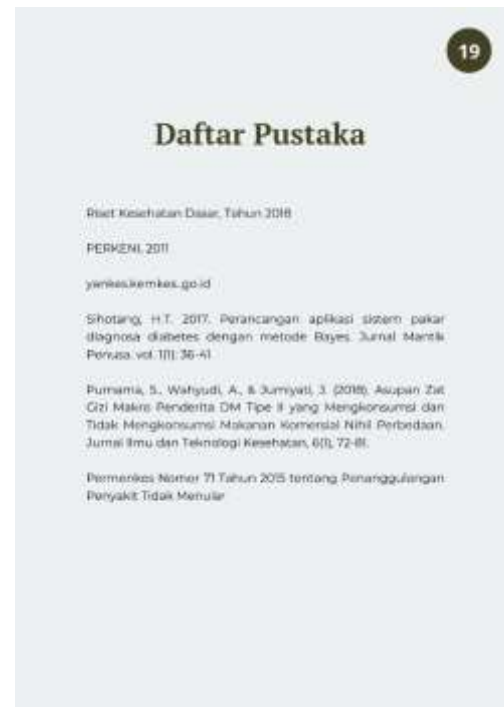 19
Daftar Pustaka
Riset Kesehatan Dasar, Tahun 2018
PERKENI, 2011
yankes.kemkes.go.id
Sihotang, H.T. 2017. Perancangan aplikasi sistem pakar
diagnosa diabetes dengan metode Bayes. Jurnal Mantik
Penusa. vol. 1(1): 36-41
Purnama, S., Wahyudi, A., & Jumiyati, J. (2018). Asupan Zat
Gizi Makro Penderita DM Tipe II yang Mengkonsumsi dan
Tidak Mengkonsumsi Makanan Komersial Nihil Perbedaan.
Jurnal Ilmu dan Teknologi Kesehatan, 6(1), 72-81.
Permenkes Nomor 71 Tahun 2015 tentang Penanggulangan
Penyakit Tidak Menular